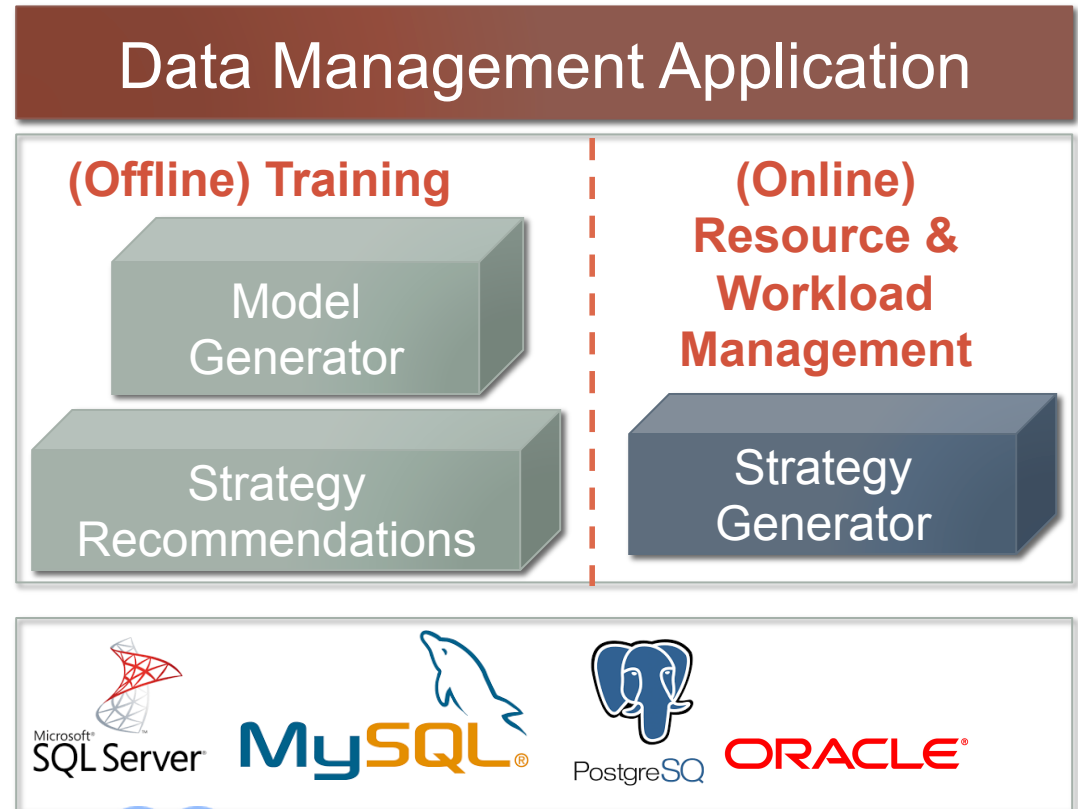 Data Management Application
(Offline) Training
Model
Generator
Strategy
Recommendations
(Online)
Resource &
Workload
Management
Strategy
Generator
Microsoft®
SQL Server®
MySQL®
PostgreSQ
ORACLE®